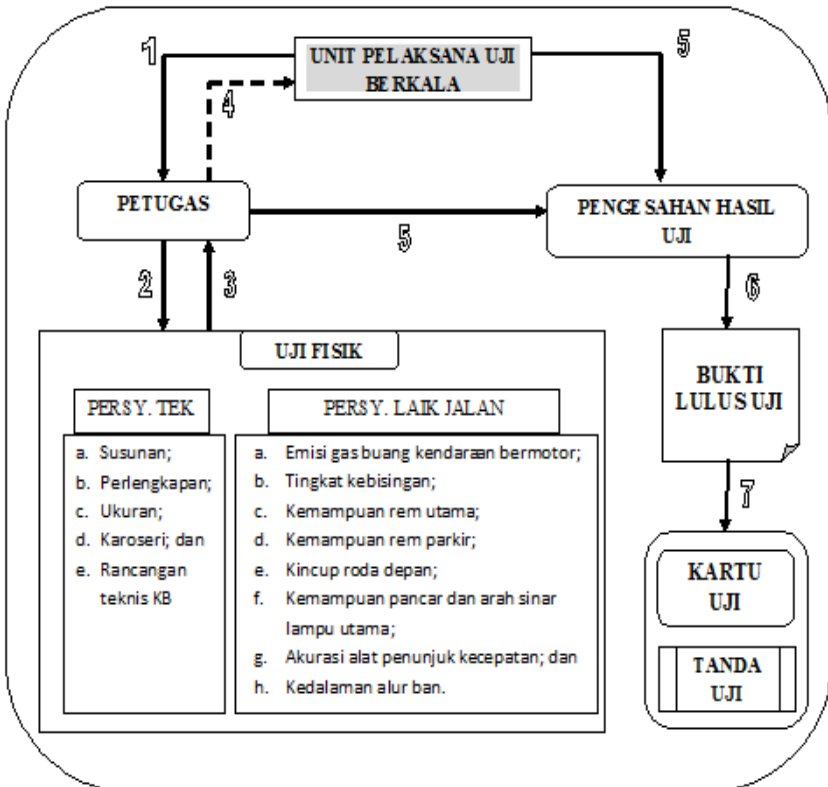 1
UNIT PELAKSANA UJI
BERKALA
5
4
PETUGAS
5
PENGESAHAN HASIL
UJI
2
3
6
UJI FISIK
PERSY. TEK
a. Susunan;
b. Perlengkapan;
c. Ukuran;
d. Karoseri; dan
e. Rancangan
teknis KB
PERSY. LAIK JALAN
a. Emisi gas buang kendaraan bermotor;
b. Tingkat kebisingan;
c. Kemampuan rem utama;
d. Kemampuan rem parkir;
e. Kincup roda depan;
f. Kemampuan pancar dan arah sinar
lampu utama;
g. Akurasi alat penunjuk kecepatan; dan
h. Kedalaman alur ban.
BUKTI
LULUS UJI
7
KARTU
UJI
TANDA
UJI